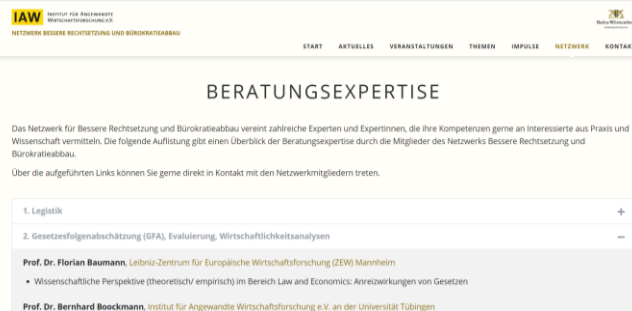 IAW INSTITUT FÜR ANGEWANDTE
WIRTSCHAFTSFORSCHUNG e.V.
NETZWERK BESSERE RECHTSETZUNG UND BÜROKRATIEABBAU
START AKTUELLES VERANSTALTUNGEN THEMEN IMPULSE NETZWERK KONTAK
BERATUNGSEXPERTISE
Das Netzwerk für Bessere Rechtsetzung und Bürokratieabbau vereint zahlreiche Experten und Expertinnen, die ihre Kompetenzen gerne an Interessierte aus Praxis und
Wissenschaft vermitteln. Die folgende Auflistung gibt einen Überblick der Beratungsexpertise durch die Mitglieder des Netzwerks Bessere Rechtsetzung und
Bürokratieabbau.
Über die aufgeführten Links können Sie gerne direkt in Kontakt mit den Netzwerkmitgliedern treten.
1. Legistik +
2. Gesetzesfolgenabschätzung (GFA), Evaluierung, Wirtschaftlichkeitsanalysen −
Prof. Dr. Florian Baumann, Leibniz-Zentrum für Europäische Wirtschaftsforschung (ZEW) Mannheim
• Wissenschaftliche Perspektive (theoretisch/ empirisch) im Bereich Law and Economics: Anreizwirkungen von Gesetzen
Prof. Dr. Bernhard Boockmann, Institut für Angewandte Wirtschaftsforschung e.V. an der Universität Tübingen